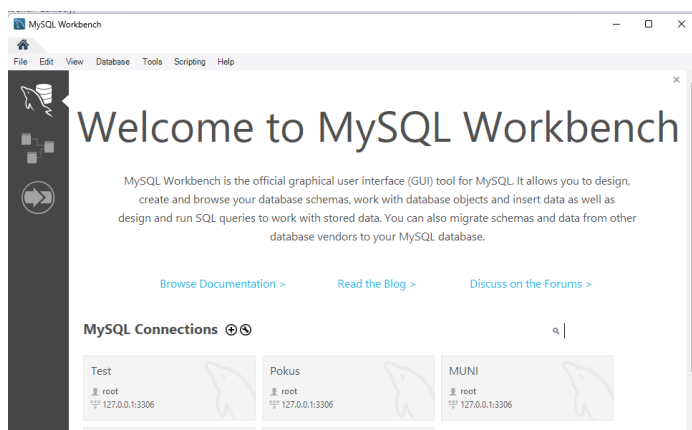 MySQL Workbench
File Edit View Database Tools Scripting Help
Welcome to MySQL Workbench
MySQL Workbench is the official graphical user interface (GUI) tool for MySQL. It allows you to design,
create and browse your database schemas, work with database objects and insert data as well as
design and run SQL queries to work with stored data. You can also migrate schemas and data from other
database vendors to your MySQL database.
Browse Documentation > Read the Blog > Discuss on the Forums >
MySQL Connections
Test Pokus MUNI
root root root
127.0.0.1:3306 127.0.0.1:3306 127.0.0.1:3306